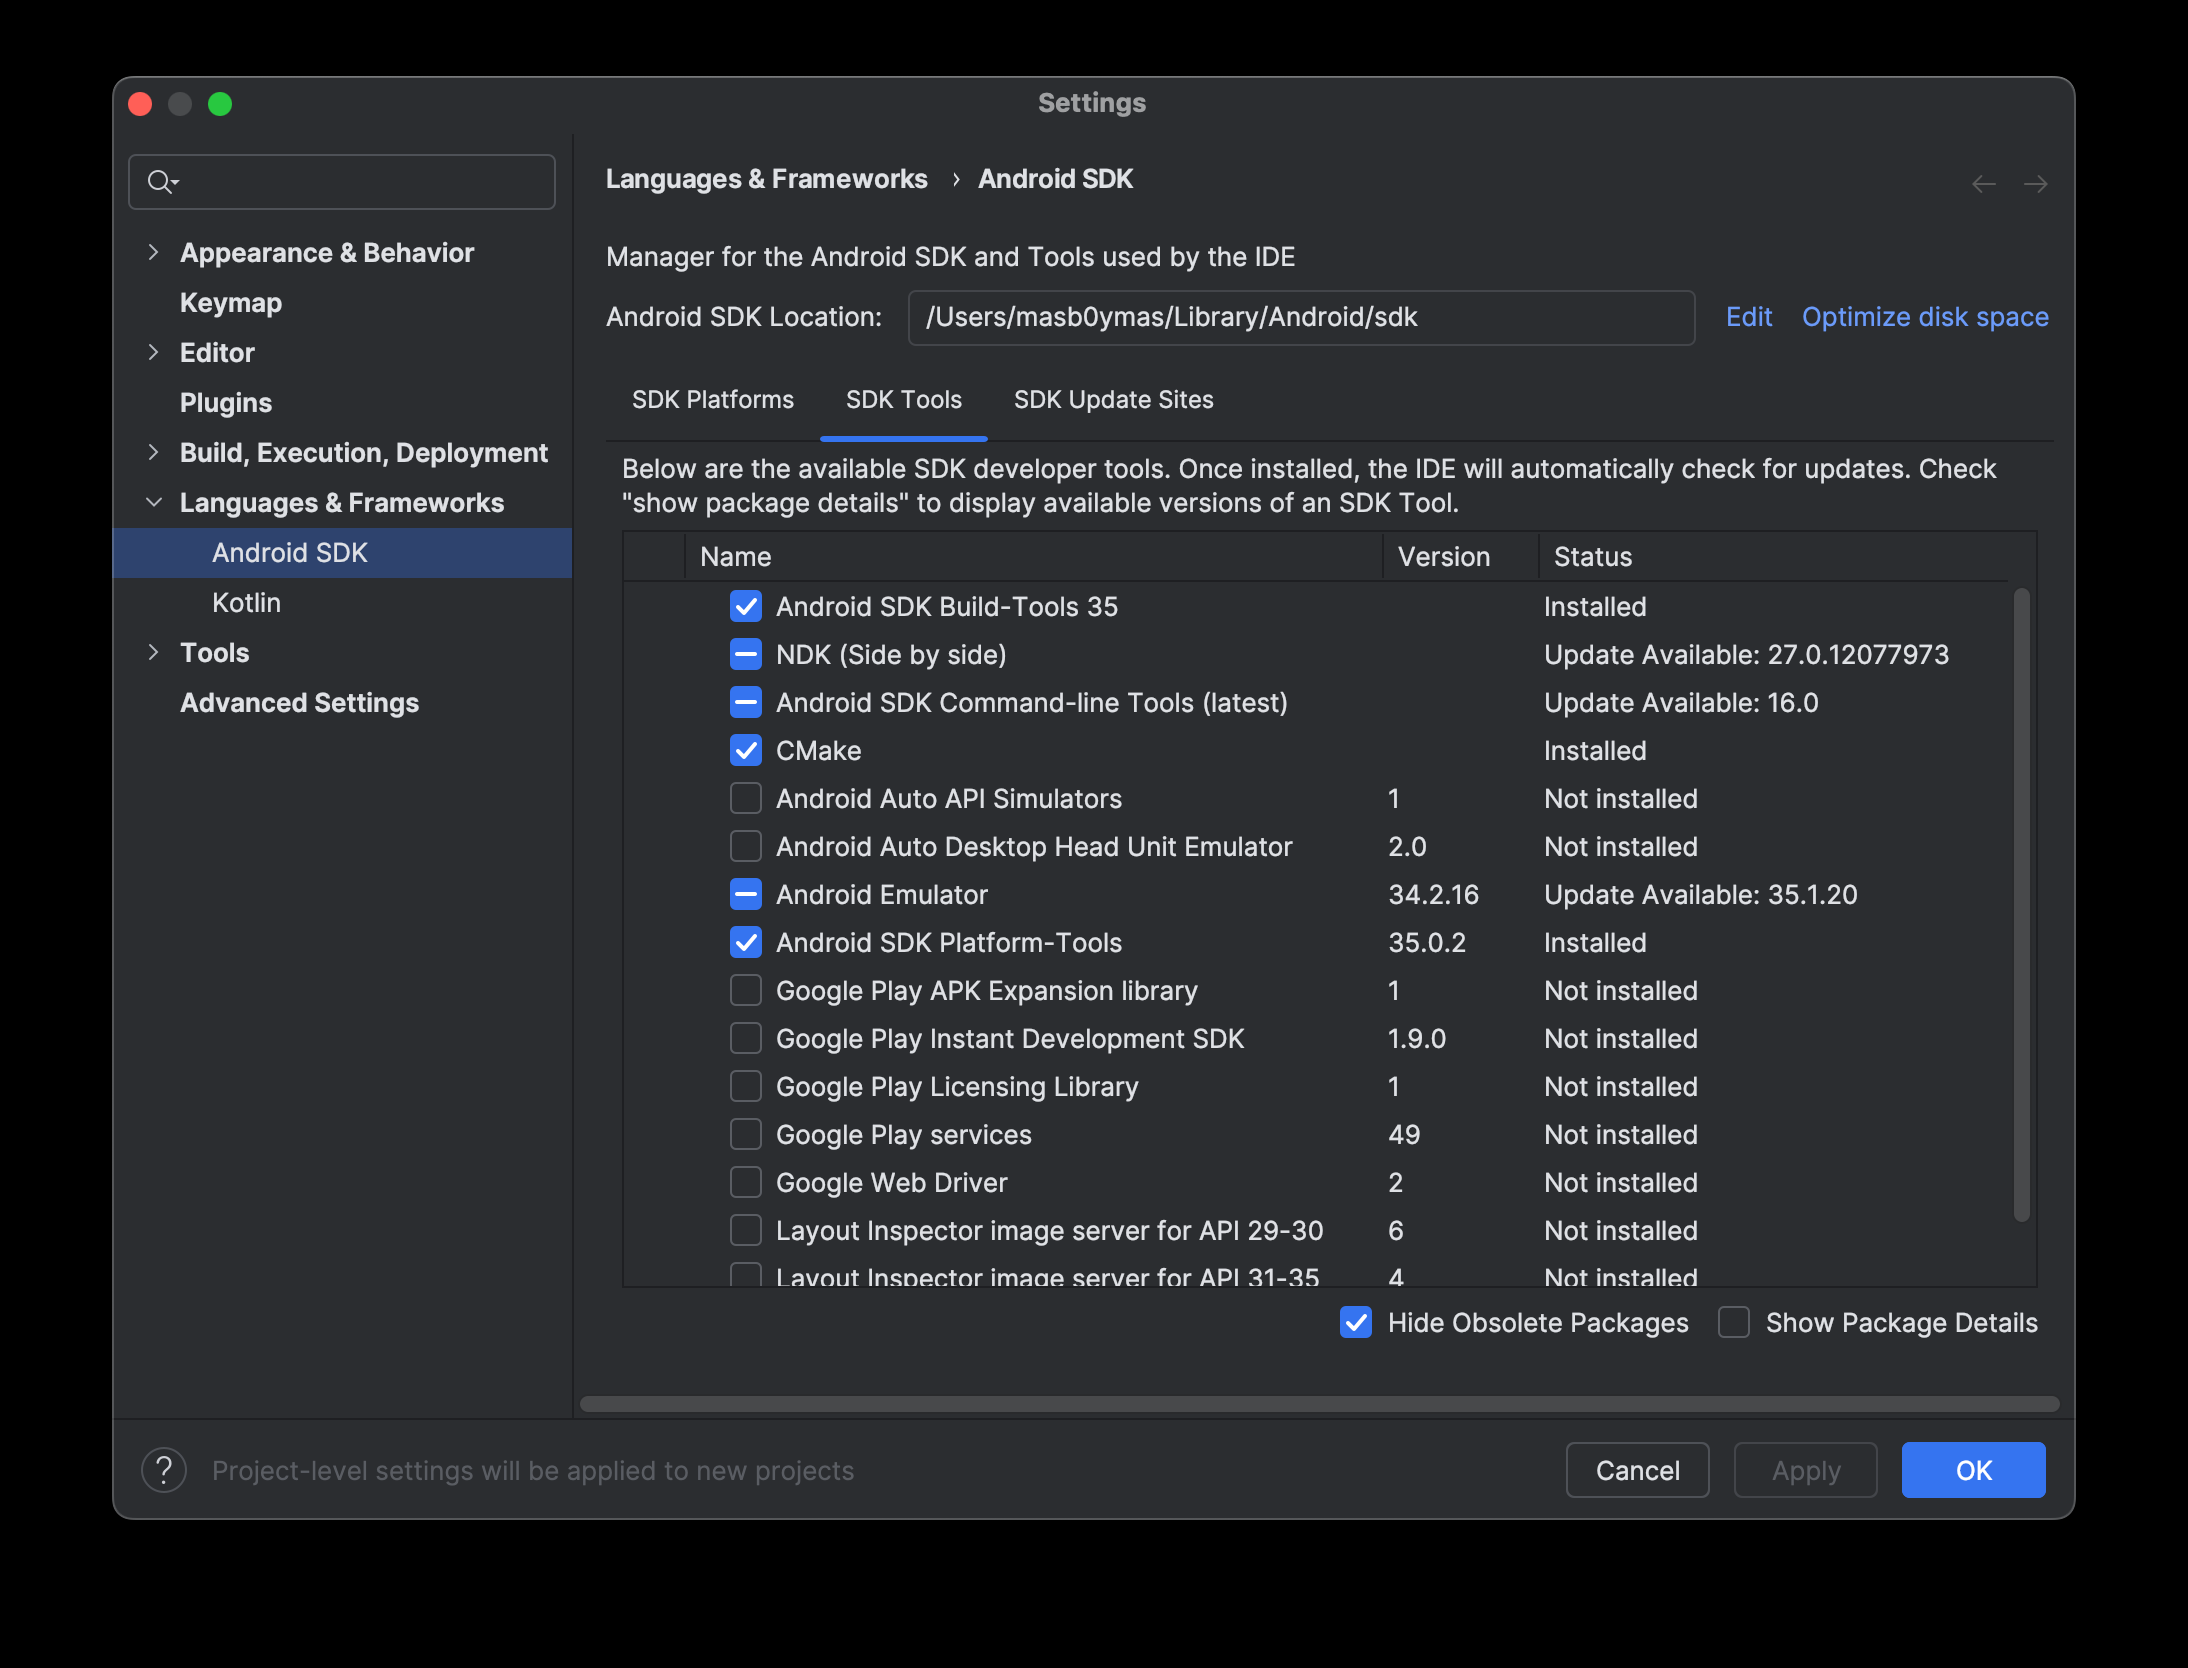 Settings
Appearance & Behavior
Keymap
Editor
Plugins
Build, Execution, Deployment
Languages & Frameworks
Android SDK
Kotlin
Tools
Advanced Settings
Languages & Frameworks › Android SDK
Manager for the Android SDK and Tools used by the IDE
Android SDK Location: /Users/masb0ymas/Library/Android/sdk Edit Optimize disk space
SDK Platforms SDK Tools SDK Update Sites
Below are the available SDK developer tools. Once installed, the IDE will automatically check for updates. Check
"show package details" to display available versions of an SDK Tool.
Name Version Status
Android SDK Build-Tools 35 Installed
NDK (Side by side) Update Available: 27.0.12077973
Android SDK Command-line Tools (latest) Update Available: 16.0
CMake Installed
Android Auto API Simulators 1 Not installed
Android Auto Desktop Head Unit Emulator 2.0 Not installed
Android Emulator 34.2.16 Update Available: 35.1.20
Android SDK Platform-Tools 35.0.2 Installed
Google Play APK Expansion library 1 Not installed
Google Play Instant Development SDK 1.9.0 Not installed
Google Play Licensing Library 1 Not installed
Google Play services 49 Not installed
Google Web Driver 2 Not installed
Layout Inspector image server for API 29-30 6 Not installed
Layout Inspector image server for API 31-35 4 Not installed
Hide Obsolete Packages Show Package Details
? Project-level settings will be applied to new projects Cancel Apply OK